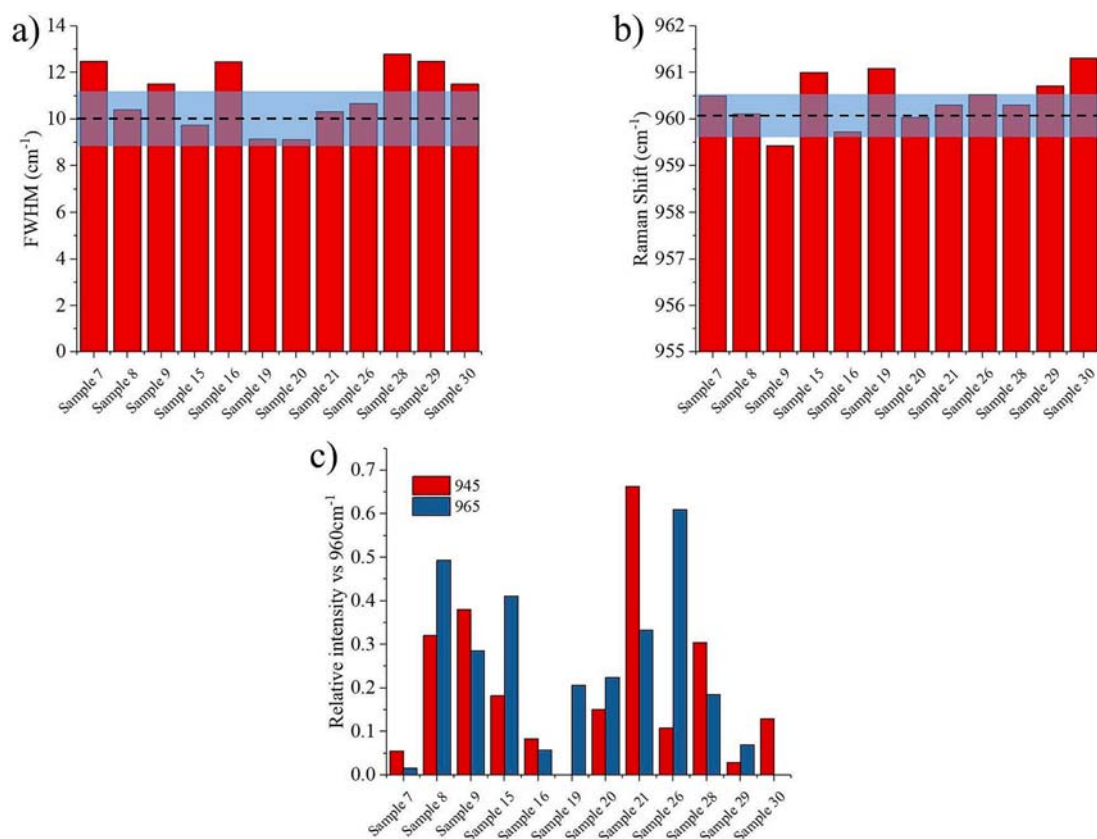 a)
FWHM (cm⁻¹)
14
12
10
8
6
4
2
0
Sample 7
Sample 8
Sample 9
Sample 15
Sample 16
Sample 19
Sample 20
Sample 21
Sample 26
Sample 28
Sample 29
Sample 30
b)
Raman Shift (cm⁻¹)
962
961
960
959
958
957
956
955
Sample 7
Sample 8
Sample 9
Sample 15
Sample 16
Sample 19
Sample 20
Sample 21
Sample 26
Sample 28
Sample 29
Sample 30
c)
Relative intensity vs 960cm⁻¹
0.7
0.6
0.5
0.4
0.3
0.2
0.1
0.0
945
965
Sample 7
Sample 8
Sample 9
Sample 15
Sample 16
Sample 19
Sample 20
Sample 21
Sample 26
Sample 28
Sample 29
Sample 30